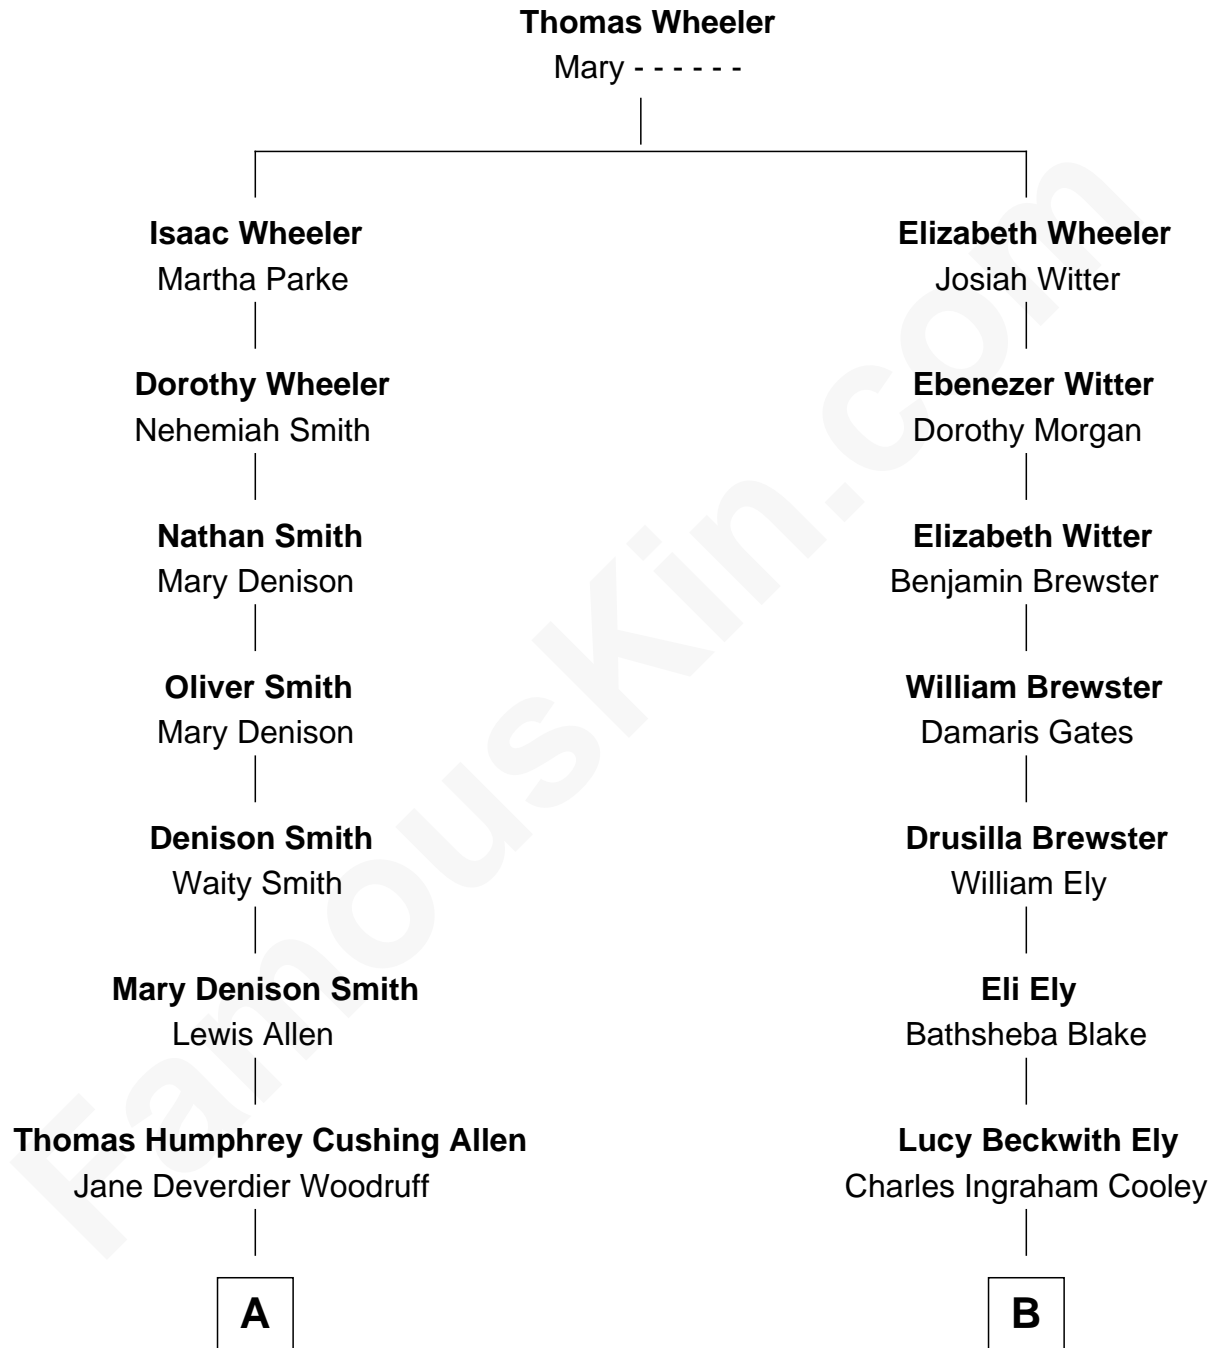 Thomas Wheeler
Mary - - - - - -
Isaac Wheeler
Martha Parke
Dorothy Wheeler
Nehemiah Smith
Nathan Smith
Mary Denison
Oliver Smith
Mary Denison
Denison Smith
Waity Smith
Mary Denison Smith
Lewis Allen
Thomas Humphrey Cushing Allen
Jane Deverdier Woodruff
A
Elizabeth Wheeler
Josiah Witter
Ebenezer Witter
Dorothy Morgan
Elizabeth Witter
Benjamin Brewster
William Brewster
Damaris Gates
Drusilla Brewster
William Ely
Eli Ely
Bathsheba Blake
Lucy Beckwith Ely
Charles Ingraham Cooley
B
FamousKin.com